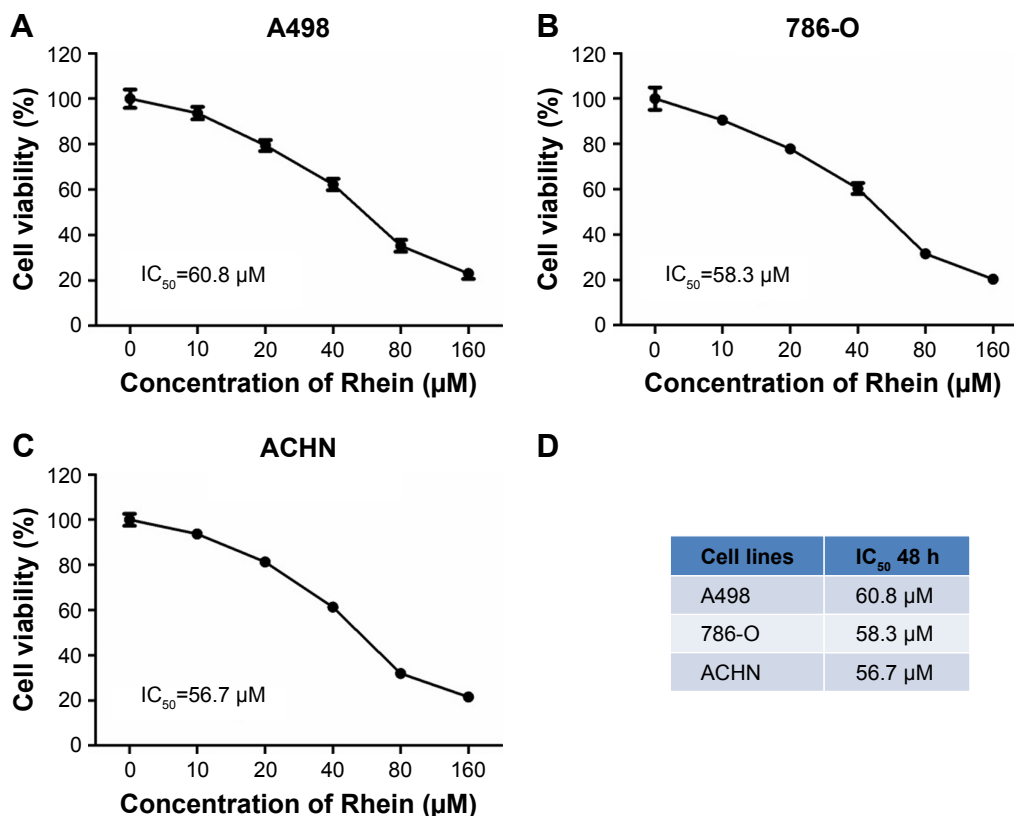 A
A498
120
100
80
60
40
20
0
Cell viability (%)
IC50=60.8 µM
0 10 20 40 80 160
Concentration of Rhein (µM)
B
786-O
120
100
80
60
40
20
0
Cell viability (%)
IC50=58.3 µM
0 10 20 40 80 160
Concentration of Rhein (µM)
C
ACHN
120
100
80
60
40
20
0
Cell viability (%)
IC50=56.7 µM
0 10 20 40 80 160
Concentration of Rhein (µM)
D
Cell lines IC50 48 h
A498 60.8 µM
786-O 58.3 µM
ACHN 56.7 µM